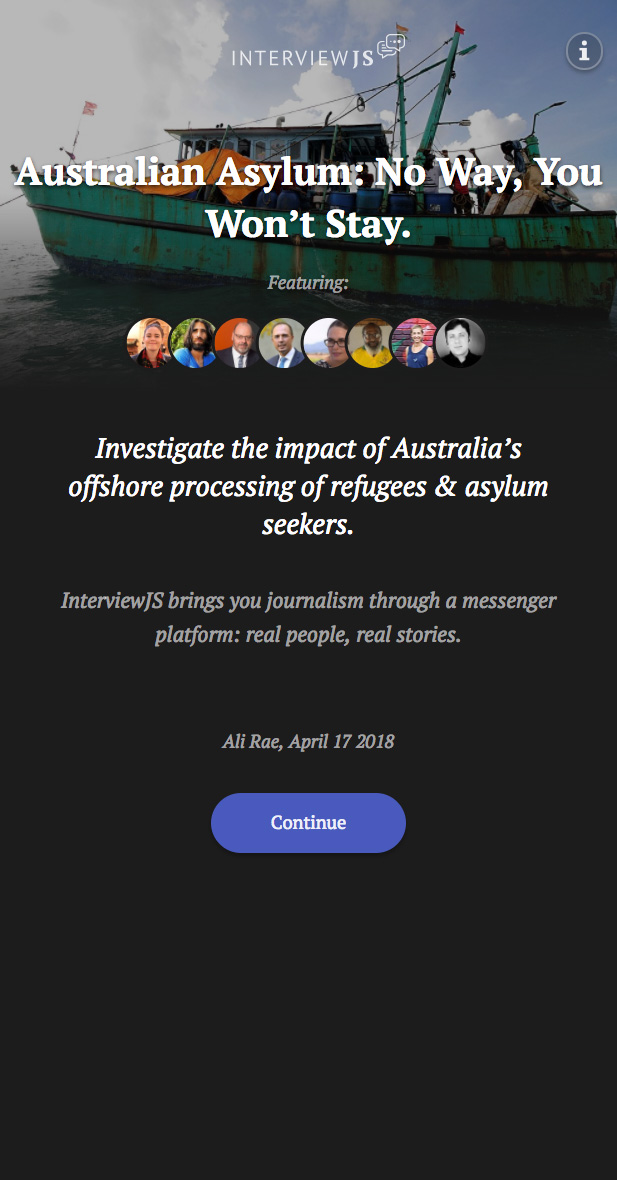 INTERVIEWJS
Australian Asylum: No Way, You
Won’t Stay.
Featuring:
Investigate the impact of Australia’s
offshore processing of refugees & asylum
seekers.
InterviewJS brings you journalism through a messenger
platform: real people, real stories.
Ali Rae, April 17 2018
Continue